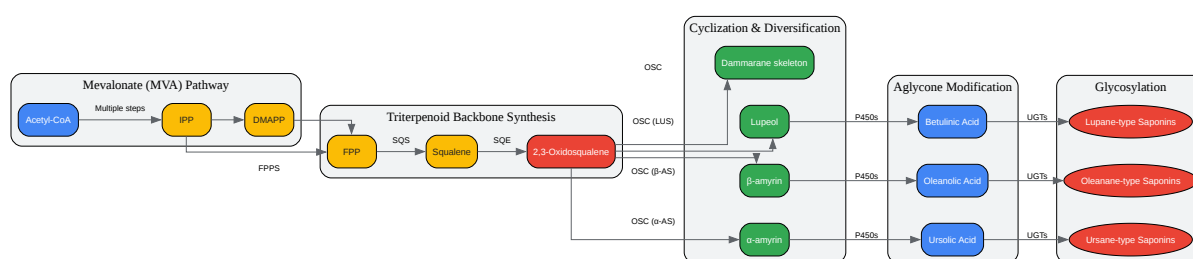 Cyclization & Diversification
OSC
Dammarane skeleton
Mevalonate (MVA) Pathway
Acetyl-CoA
Multiple steps
IPP
DMAPP
FPPS
Triterpenoid Backbone Synthesis
FPP
SQS
Squalene
SQE
2,3-Oxidosqualene
OSC (LUS)
OSC (β-AS)
OSC (α-AS)
Lupeol
β-amyrin
α-amyrin
P450s
P450s
P450s
Aglycone Modification
Betulinic Acid
Oleanolic Acid
Ursolic Acid
UGTs
UGTs
UGTs
Glycosylation
Lupane-type Saponins
Oleanane-type Saponins
Ursane-type Saponins